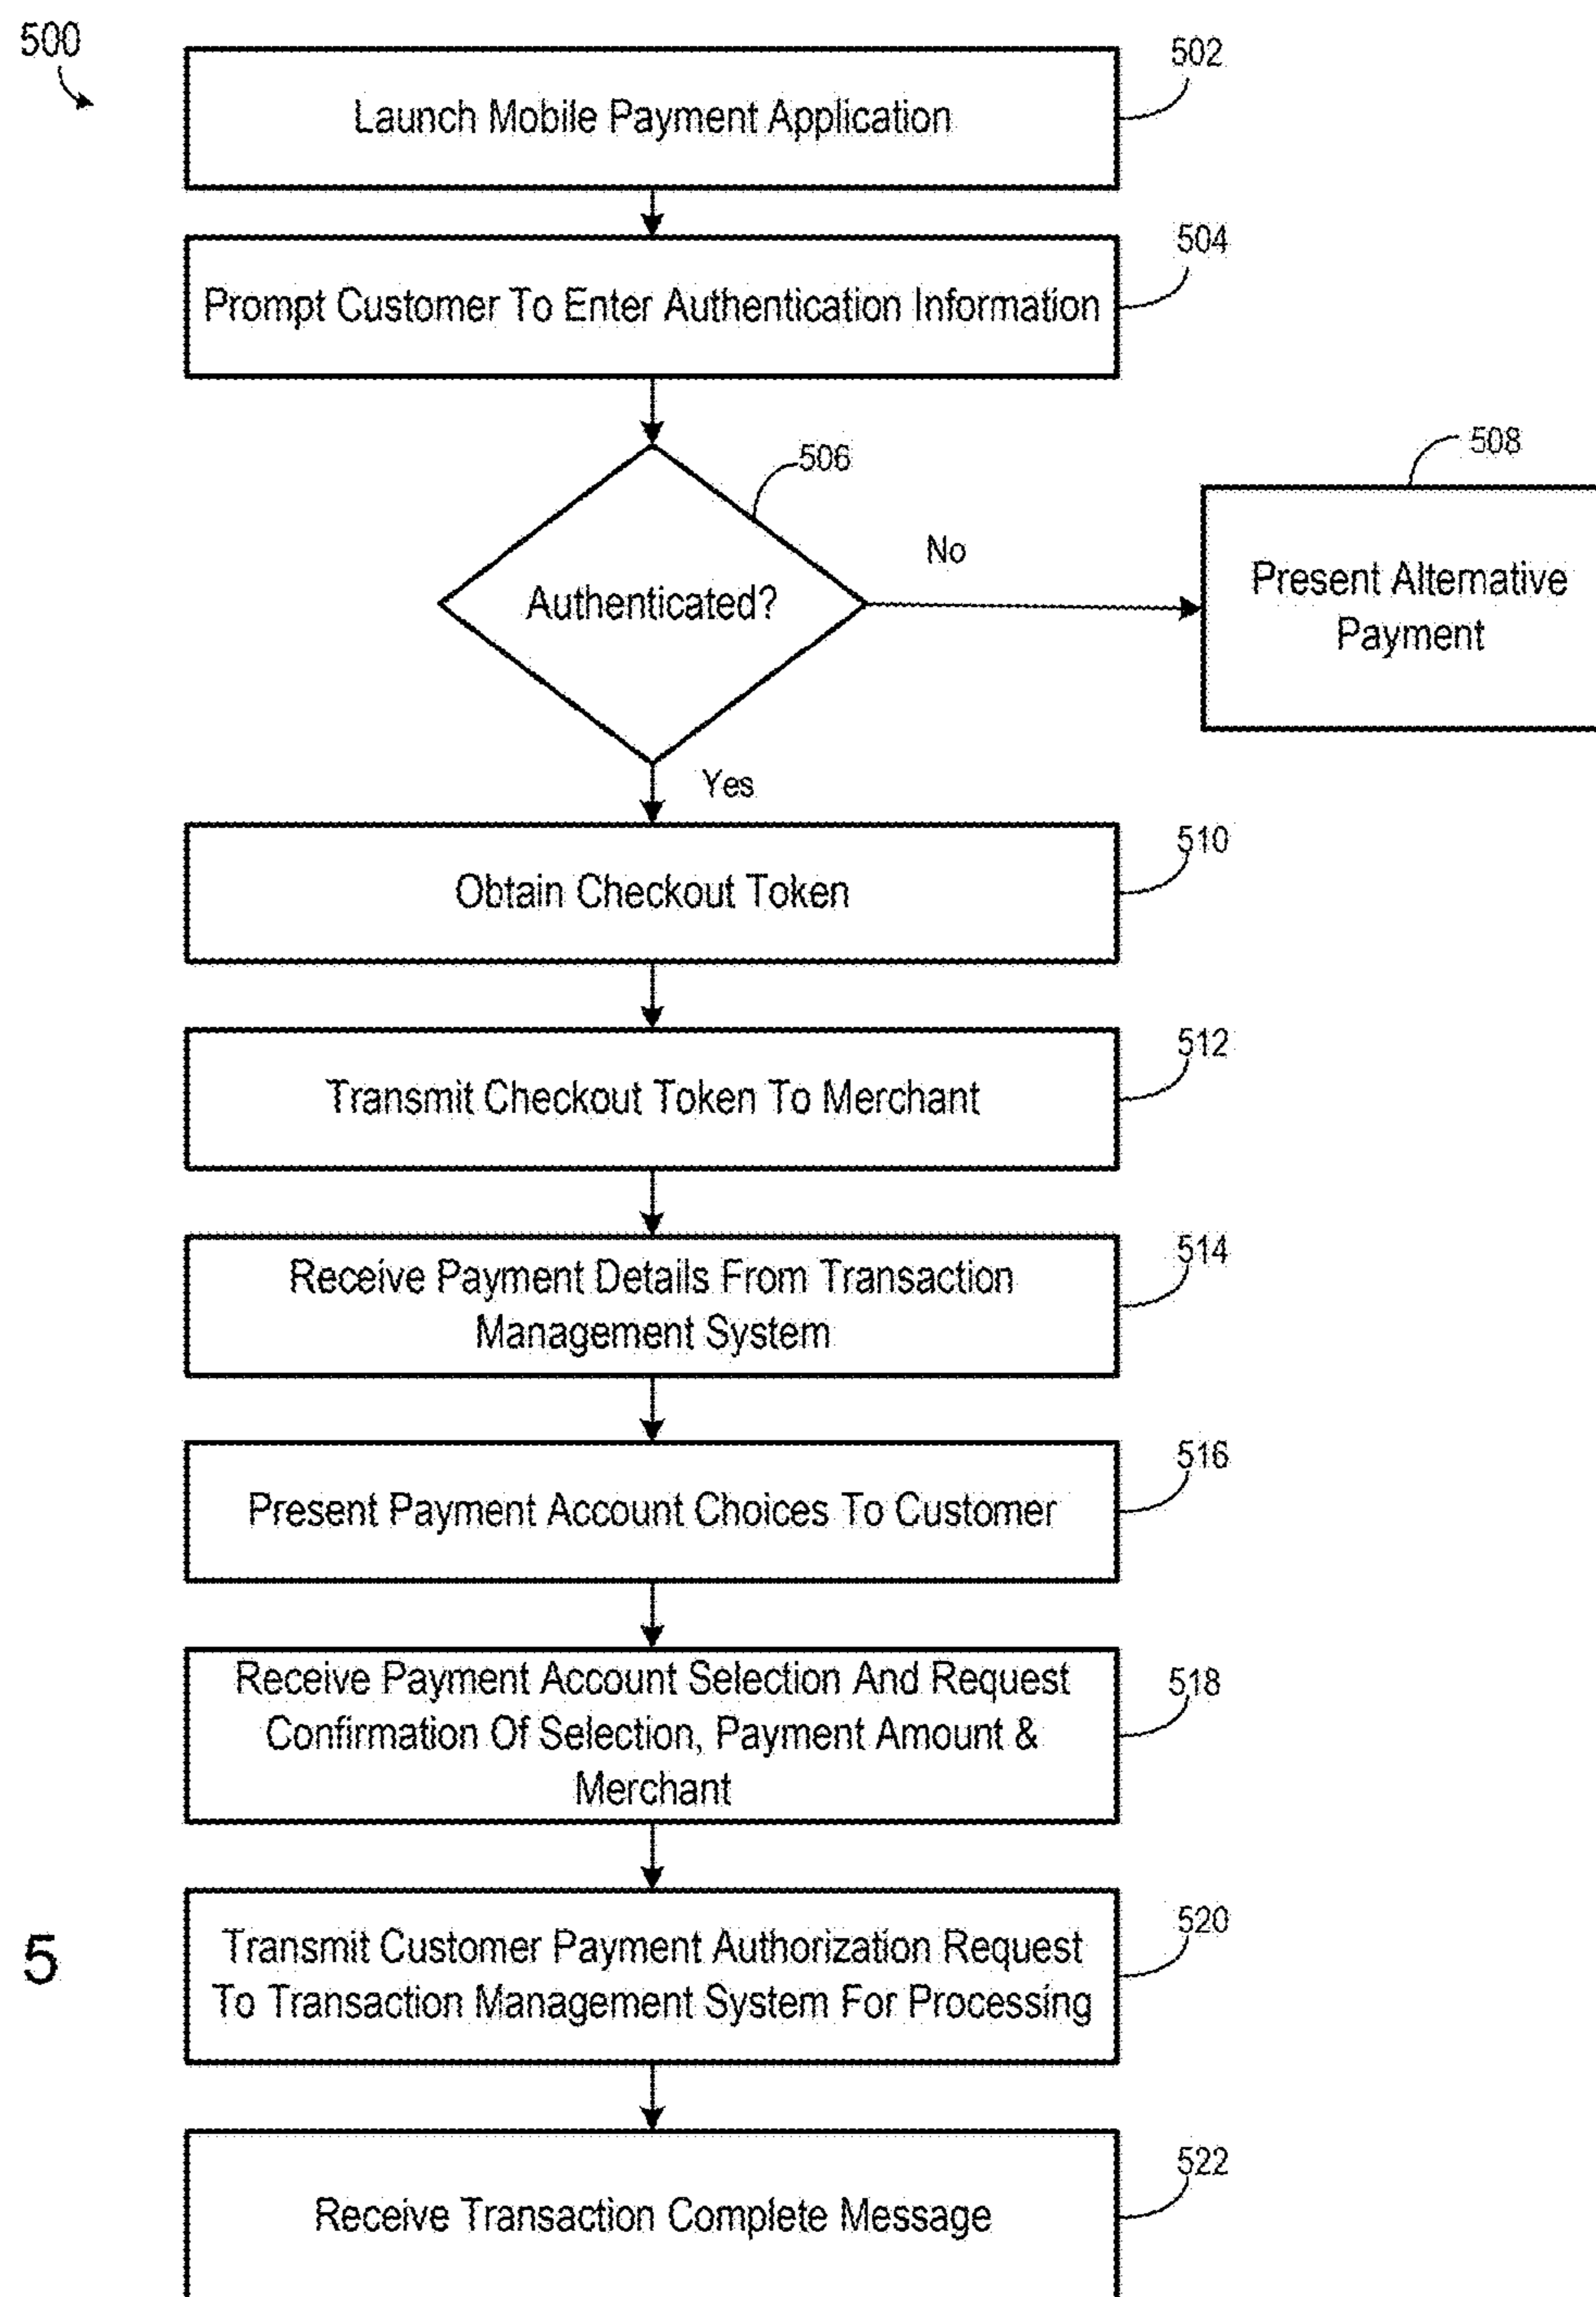 500
502
Launch Mobile Payment Application
504
Prompt Customer To Enter Authentication Information
506
Authenticated?
No
508
Present Alternative
Payment
Yes
510
Obtain Checkout Token
512
Transmit Checkout Token To Merchant
514
Receive Payment Details From Transaction
Management System
516
Present Payment Account Choices To Customer
518
Receive Payment Account Selection And Request
Confirmation Of Selection, Payment Amount &
Merchant
520
Transmit Customer Payment Authorization Request
To Transaction Management System For Processing
5
522
Receive Transaction Complete Message